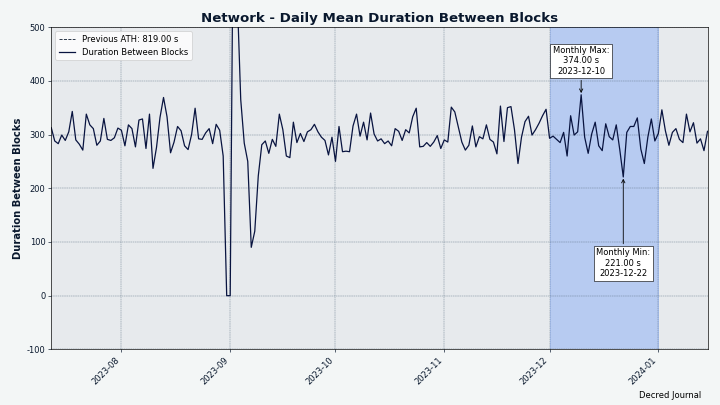 Network - Daily Mean Duration Between Blocks
Previous ATH: 819.00 s
Duration Between Blocks
Monthly Max:
374.00 s
2023-12-10
Monthly Min:
221.00 s
2023-12-22
Duration Between Blocks
500
400
300
200
100
0
-100
2023-08
2023-09
2023-10
2023-11
2023-12
2024-01
Decred Journal